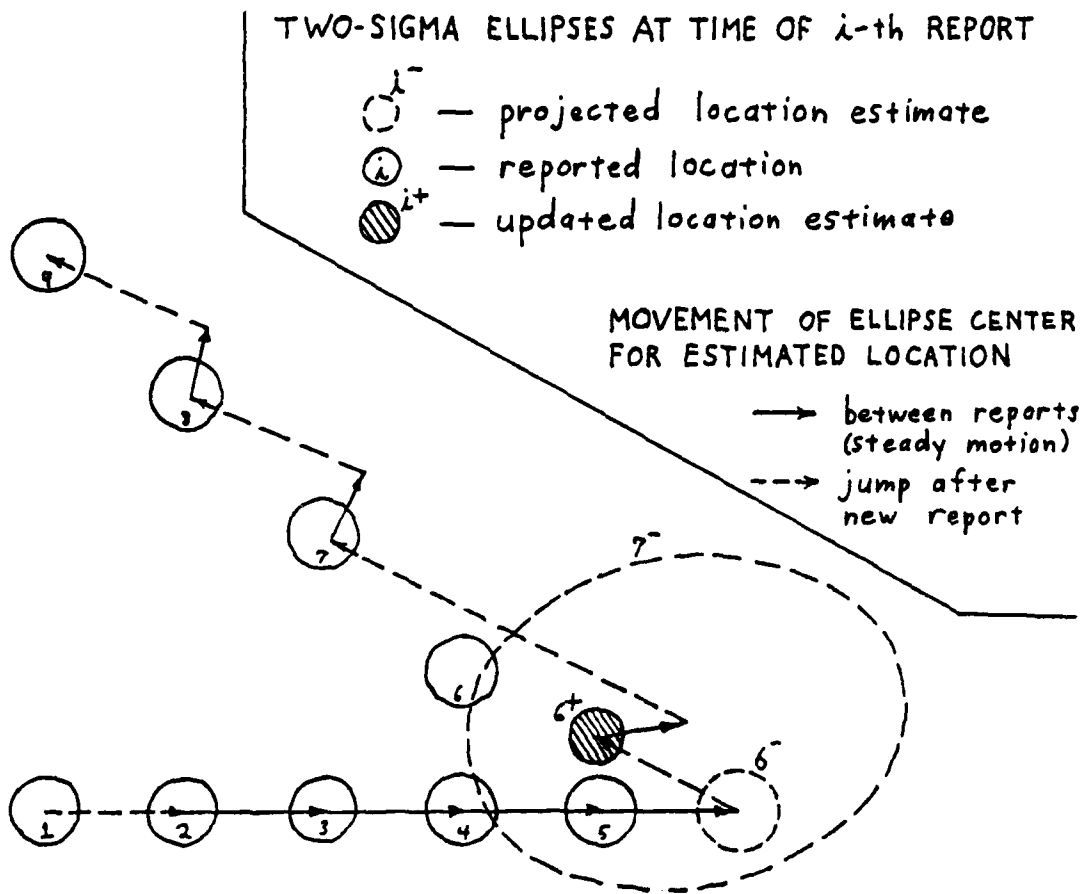 TWO-SIGMA ELLIPSES AT TIME OF i-th REPORT
i⁻ — projected location estimate
i — reported location
i⁺ — updated location estimate
MOVEMENT OF ELLIPSE CENTER
FOR ESTIMATED LOCATION
between reports
(steady motion)
jump after
new report
9
8
7
7⁻
6
6⁺
6⁻
1 2 3 4 5